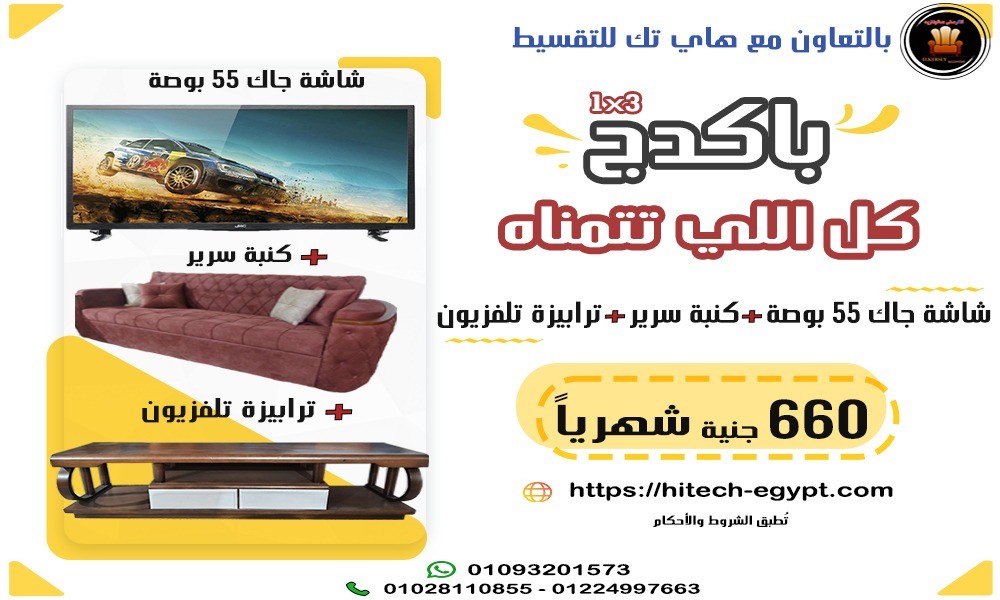 بالتعاون مع هاي تك للتقسيط
باكدج 1x3
كل اللي تتمناه
شاشة جاك 55 بوصة+كنبة سرير+ترابيزة تلفزيون
660 جنية شهرياً
https://hitech-egypt.com
تُطبق الشروط والأحكام
شاشة جاك 55 بوصة
+ كنبة سرير
+ ترابيزة تلفزيون
01093201573
01028110855 - 01224997663